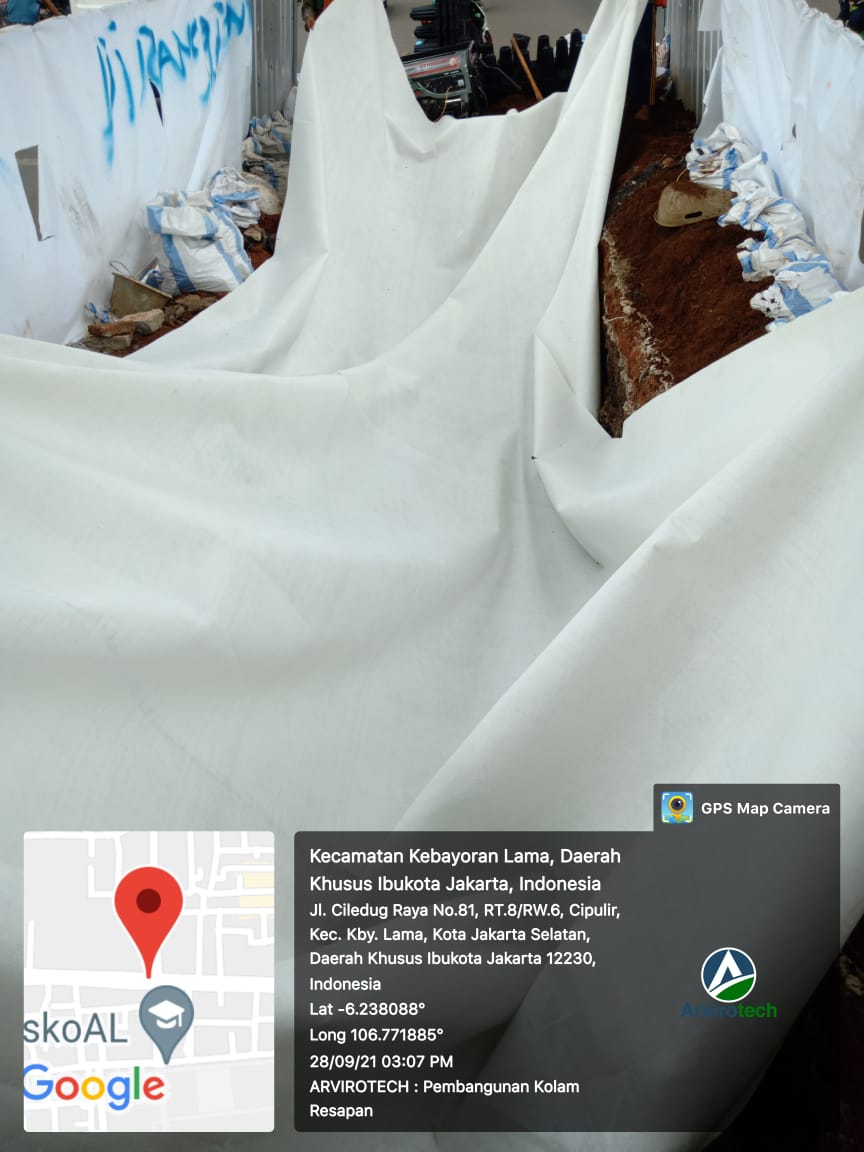 GPS Map Camera
Kecamatan Kebayoran Lama, Daerah
Khusus Ibukota Jakarta, Indonesia
Jl. Ciledug Raya No.81, RT.8/RW.6, Cipulir,
Kec. Kby. Lama, Kota Jakarta Selatan,
Daerah Khusus Ibukota Jakarta 12230,
Indonesia
Lat -6.238088°
Long 106.771885°
28/09/21 03:07 PM
ARVIROTECH : Pembangunan Kolam
Resapan
Arvirotech
skoAL
Google